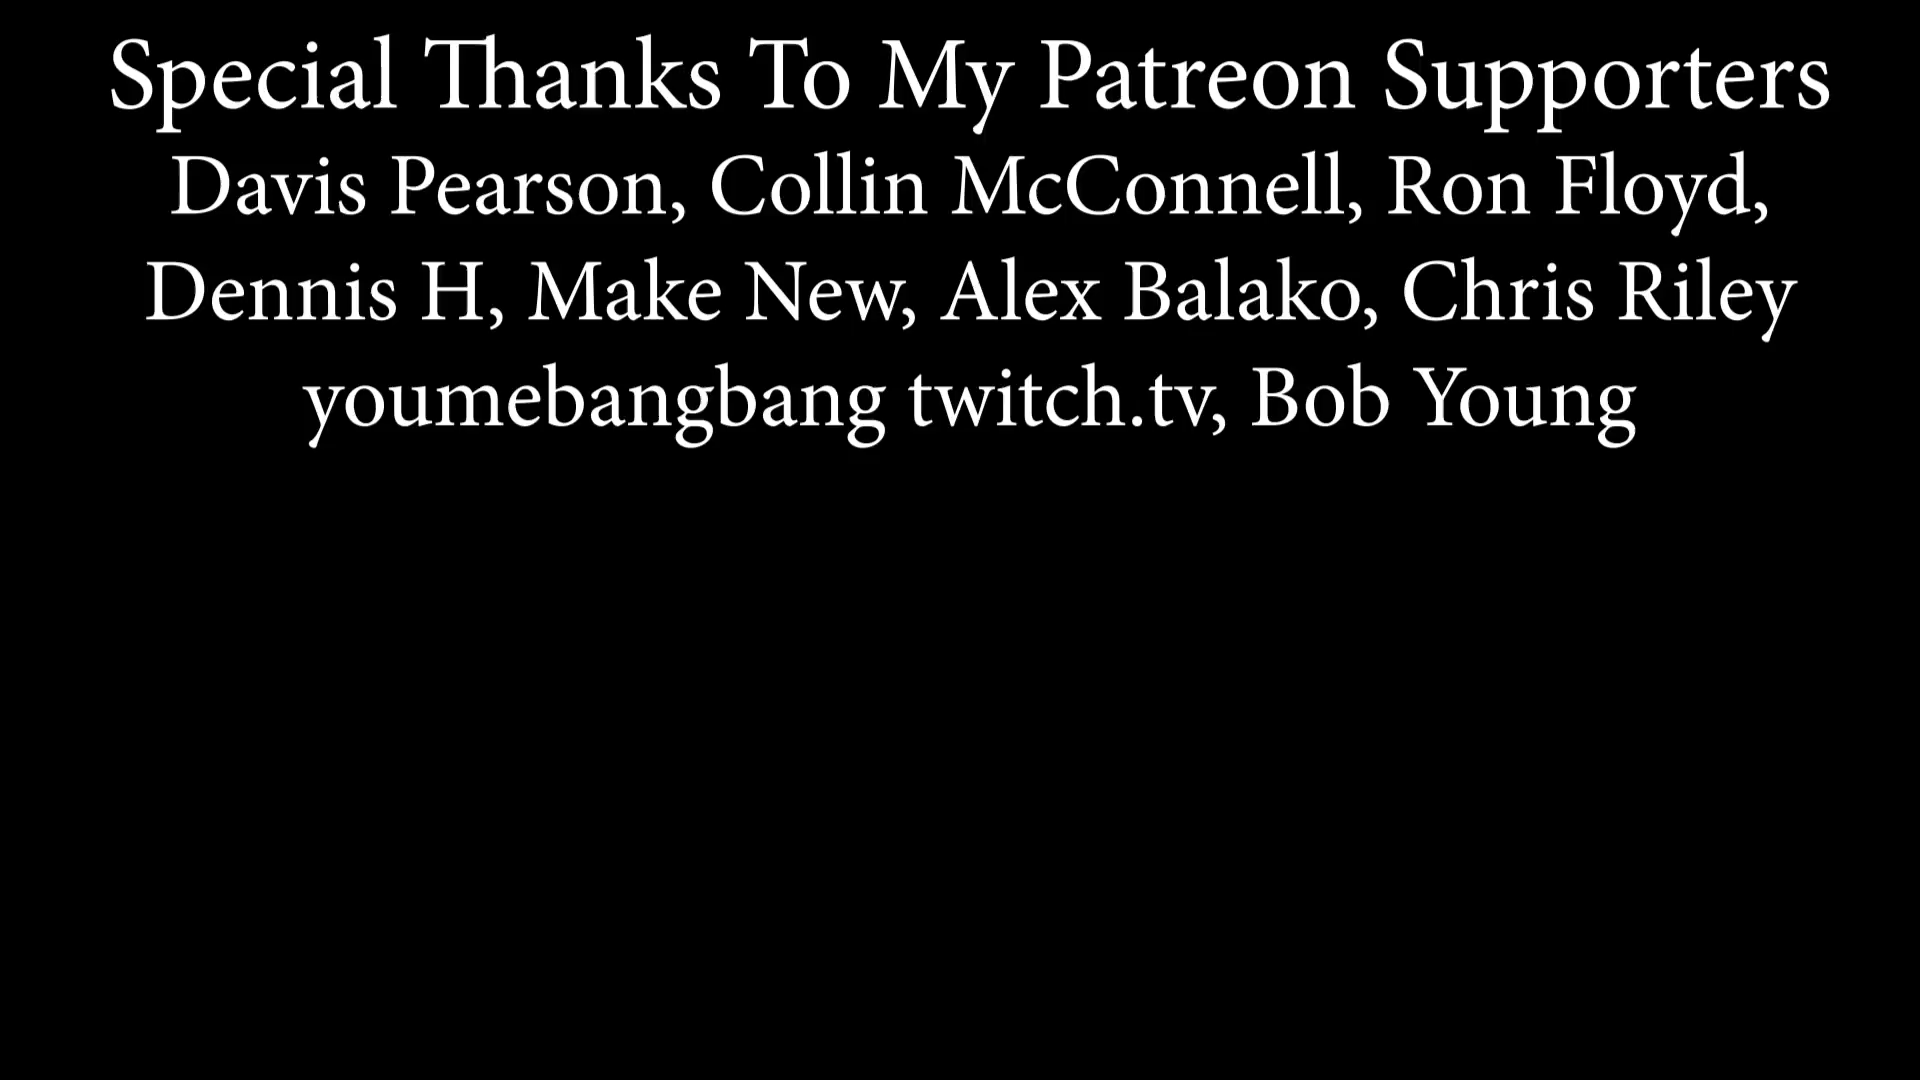 Special Thanks To My Patreon Supporters
Davis Pearson, Collin McConnell, Ron Floyd,
Dennis H, Make New, Alex Balako, Chris Riley
youmebangbang twitch.tv, Bob Young